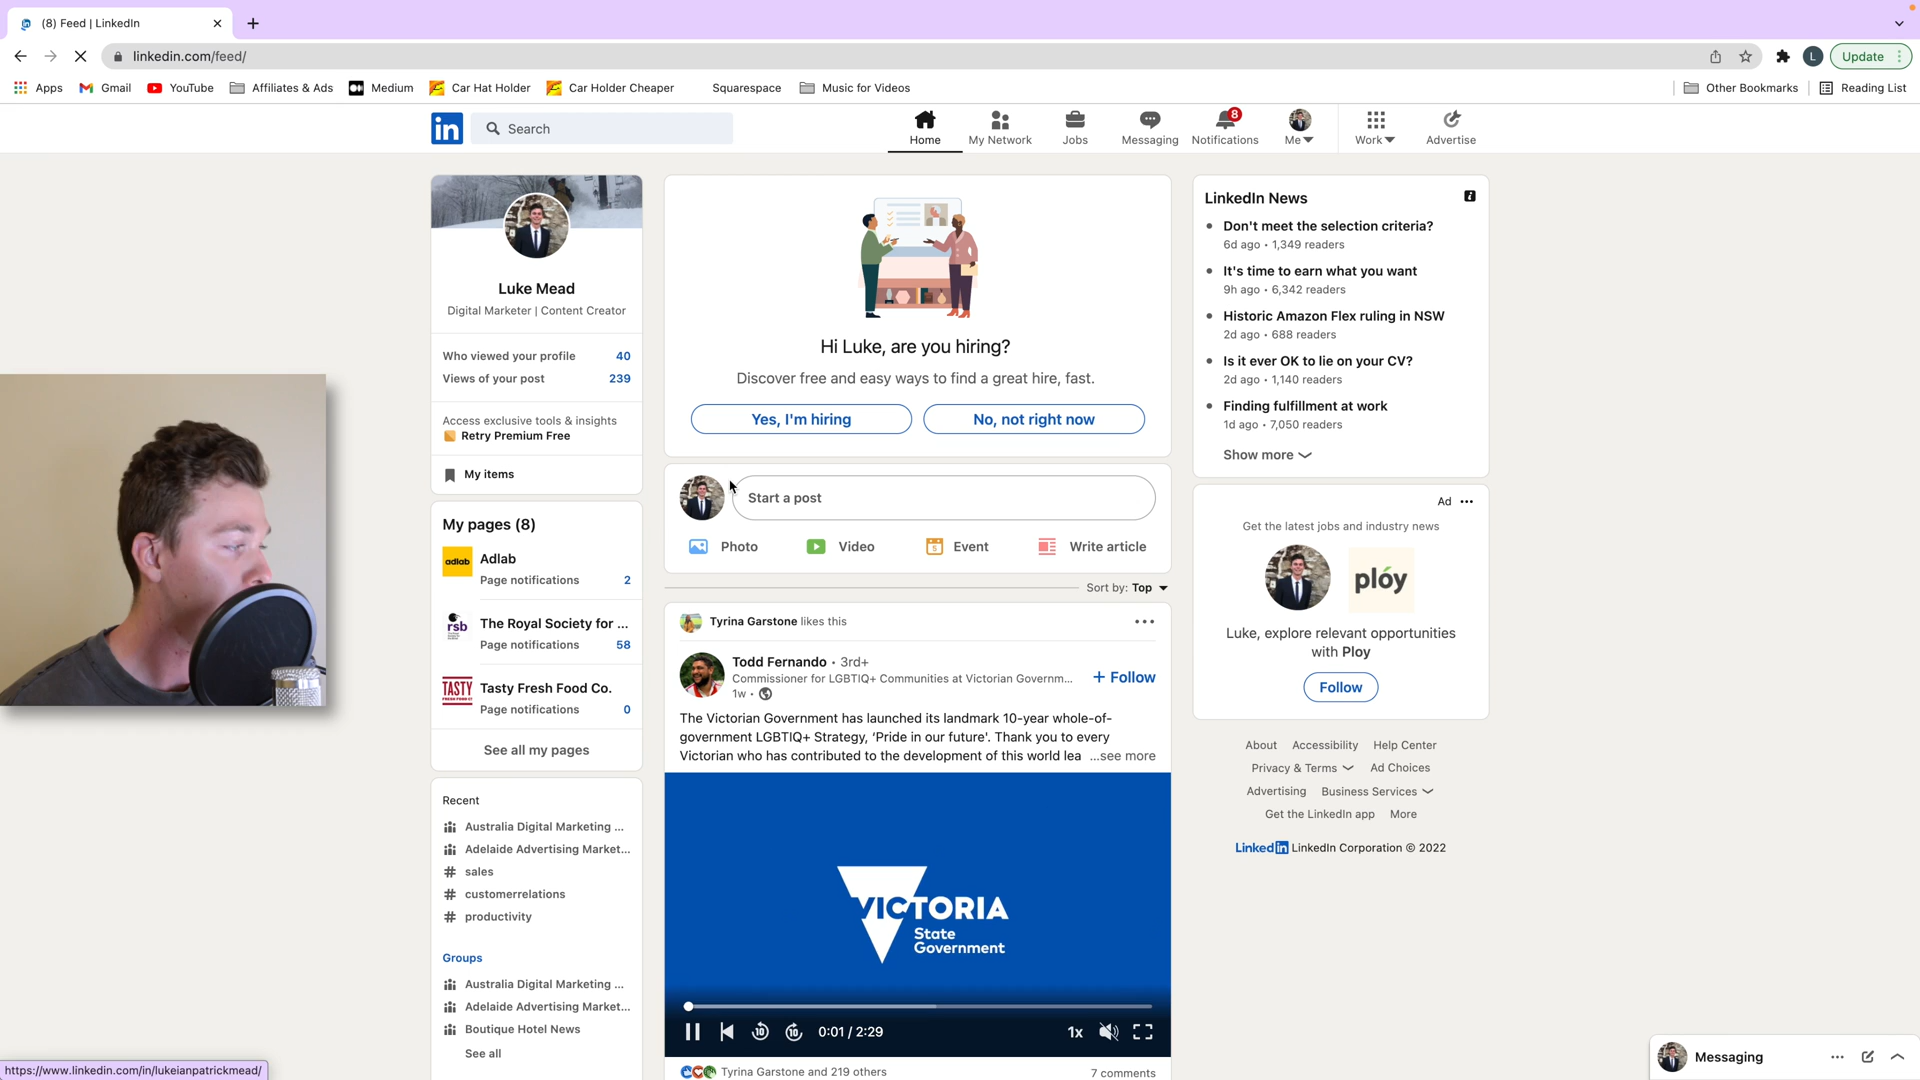 (8) Feed | LinkedIn
linkedin.com/feed/
L
Update
Apps
Gmail
YouTube
Affiliates & Ads
Medium
Car Hat Holder
Car Holder Cheaper
Squarespace
Music for Videos
Other Bookmarks
Reading List
in
Search
Home
My Network
Jobs
Messaging
8
Notifications
Me
Work
Advertise
Luke Mead
Digital Marketer | Content Creator
Who viewed your profile 40
Views of your post 239
Access exclusive tools & insights
Retry Premium Free
My items
My pages (8)
adlab
Adlab
Page notifications 2
rsb
The Royal Society for ...
Page notifications 58
TASTY
FRESH FOOD Co.
Tasty Fresh Food Co.
Page notifications 0
See all my pages
Recent
Australia Digital Marketing ...
Adelaide Advertising Market...
# sales
# customerrelations
# productivity
Groups
Australia Digital Marketing ...
Adelaide Advertising Market...
Boutique Hotel News
See all
https://www.linkedin.com/in/lukeianpatrickmead/
Hi Luke, are you hiring?
Discover free and easy ways to find a great hire, fast.
Yes, I'm hiring
No, not right now
Start a post
Photo
Video
5
Event
Write article
Sort by: Top
Tyrina Garstone likes this
Todd Fernando • 3rd+
Commissioner for LGBTIQ+ Communities at Victorian Governm...
1w •
+ Follow
The Victorian Government has launched its landmark 10-year whole-of-
government LGBTIQ+ Strategy, ‘Pride in our future'. Thank you to every
Victorian who has contributed to the development of this world lea ...see more
VICTORIA
State
Government
10
10
0:01 / 2:29
1x
Tyrina Garstone and 219 others
7 comments
LinkedIn News
Don't meet the selection criteria?
6d ago • 1,349 readers
It's time to earn what you want
9h ago • 6,342 readers
Historic Amazon Flex ruling in NSW
2d ago • 688 readers
Is it ever OK to lie on your CV?
2d ago • 1,140 readers
Finding fulfillment at work
1d ago • 7,050 readers
Show more
Ad
Get the latest jobs and industry news
plóy
Luke, explore relevant opportunities
with Ploy
Follow
About
Accessibility
Help Center
Privacy & Terms
Ad Choices
Advertising
Business Services
Get the LinkedIn app
More
LinkedIn LinkedIn Corporation © 2022
Messaging